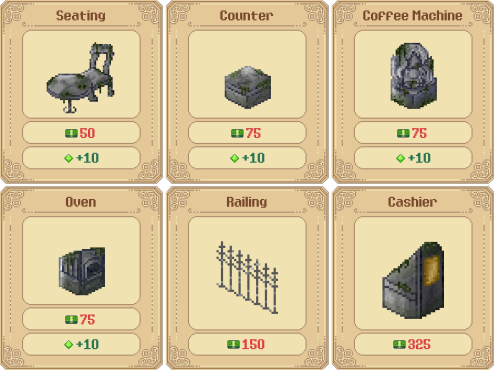 Seating
Counter
Coffee Machine
50
75
75
+10
+10
+10
Oven
Railing
Cashier
75
150
325
+10